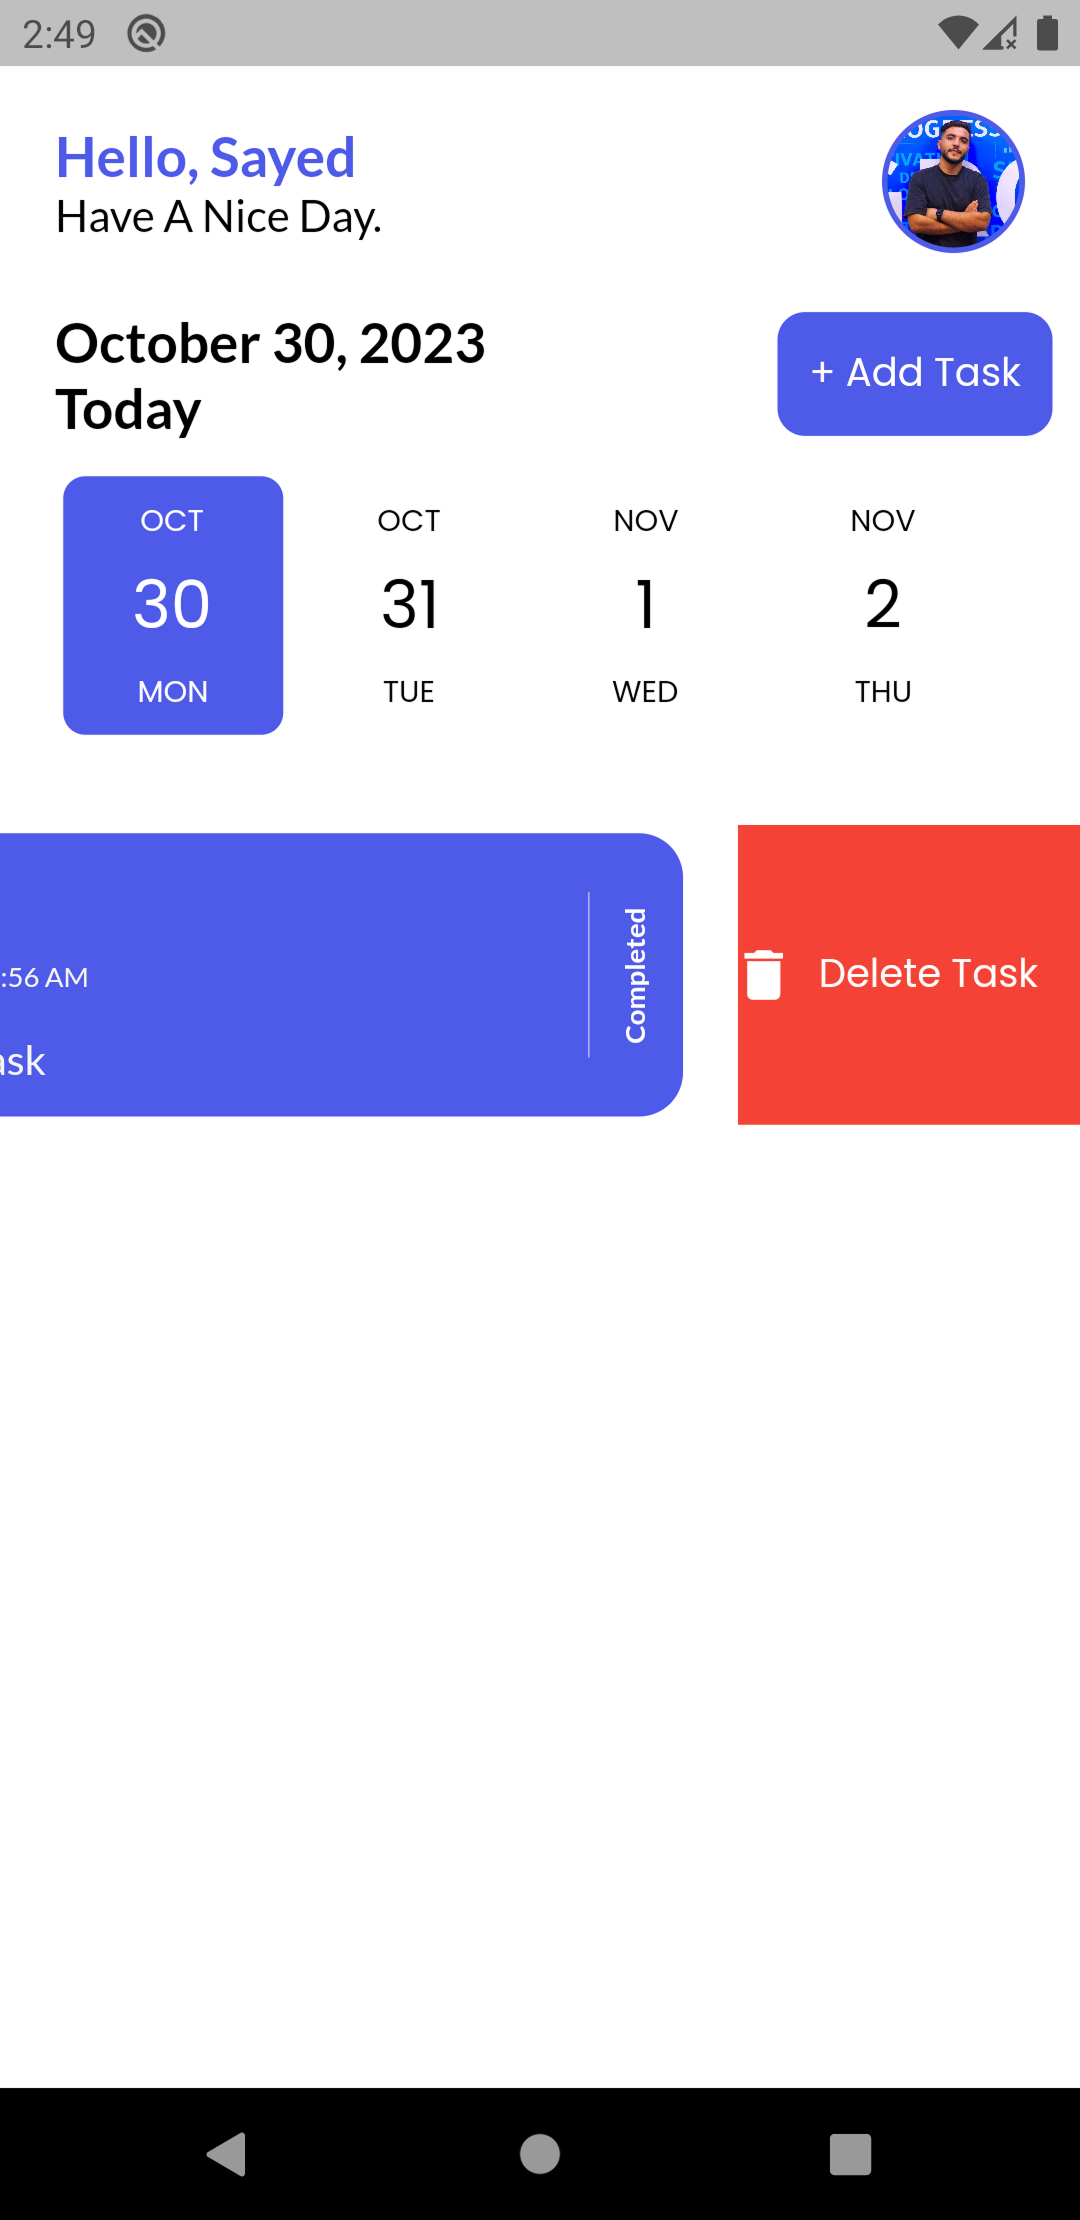 2:49
Hello, Sayed
Have A Nice Day.
October 30, 2023
Today
+ Add Task
OCT
30
MON
OCT
31
TUE
NOV
1
WED
NOV
2
THU
:56 AM
ask
Completed
Delete Task